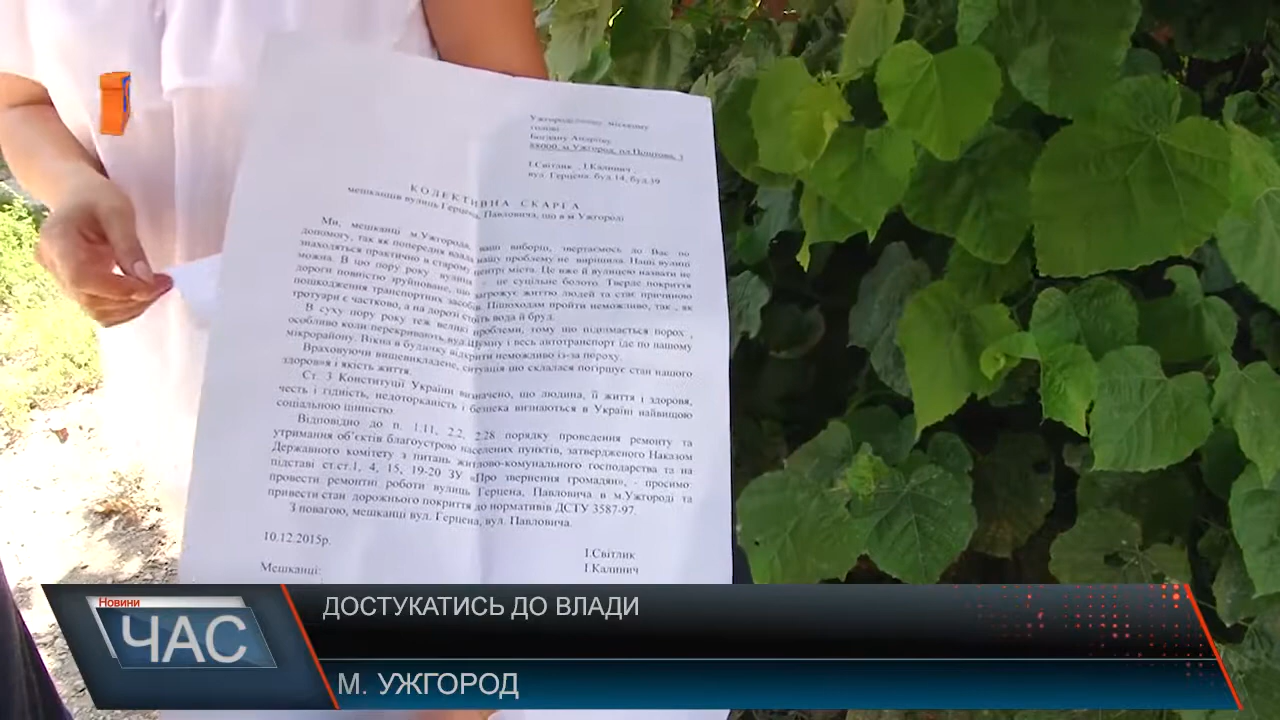 Ужгородському міському
голові
Богдану Андріїву
88000, м.Ужгород, пл.Поштова, 3
І.Світлик , І.Калинич ,
вул. Герцена, буд.14, буд.39
К О Л Е К Т И В Н А С К А Р Г А
мешканців вулиць Герцена, Павловича, що в м.Ужгороді
Ми, мешканці м.Ужгорода, ваш виборці, звертаємось до Вас по
допомогу, так як попередня влада нашу проблему не вирішила. Наші вулиці
знаходяться практично в старому центрі міста. Це вже й вулицею назвати не
можна. В цю пору року вулиця - це суцільне болото. Тверде покриття
дороги повністю зруйноване, що загрожує життю людей та стає причиною
пошкодження транспортних засобів. Пішоходам пройти неможливо, так , як
тротуари є частково, а на дорозі стоїть вода й бруд.
В суху пору року теж великі проблеми, тому що піднімається порох ,
особливо коли перекривають вул.Шумну і весь автотранспорт їде по нашому
мікрорайону. Вікна в будинку відкрити неможливо із-за пороху.
Враховуючи вищевикладене, ситуація що склалася погіршує стан нашого
здоров»я і якість життя.
Ст. 3 Конституції України визначено, що людина, її життя і здоровя,
честь і гідність, недоторканість і безпека визнаються в Україні найвищою
соціальною цінністю.
Відповідно до п. 1.11, 2.2, 2.28 порядку проведення ремонту та
утримання об’єктів благоустрою населених пунктів, затвердженого Наказом
Державного комітету з питань житлово-комунального господарства та на
підставі ст.ст.1, 4, 15, 19-20 ЗУ «Про звернення громадян», - просимо:
провести ремонтні роботи вулиць Герцена, Павловича в м.Ужгороді та
привести стан дорожнього покриття до нормативів ДСТУ 3587-97.
З повагою, мешканці вул. Герцена, вул. Павловича.
10.12.2015р.
І.Світлик
І.Калинич
Мешканці:
Новини
ЧАС
ДОСТУКАТИСЬ ДО ВЛАДИ
М. УЖГОРОД